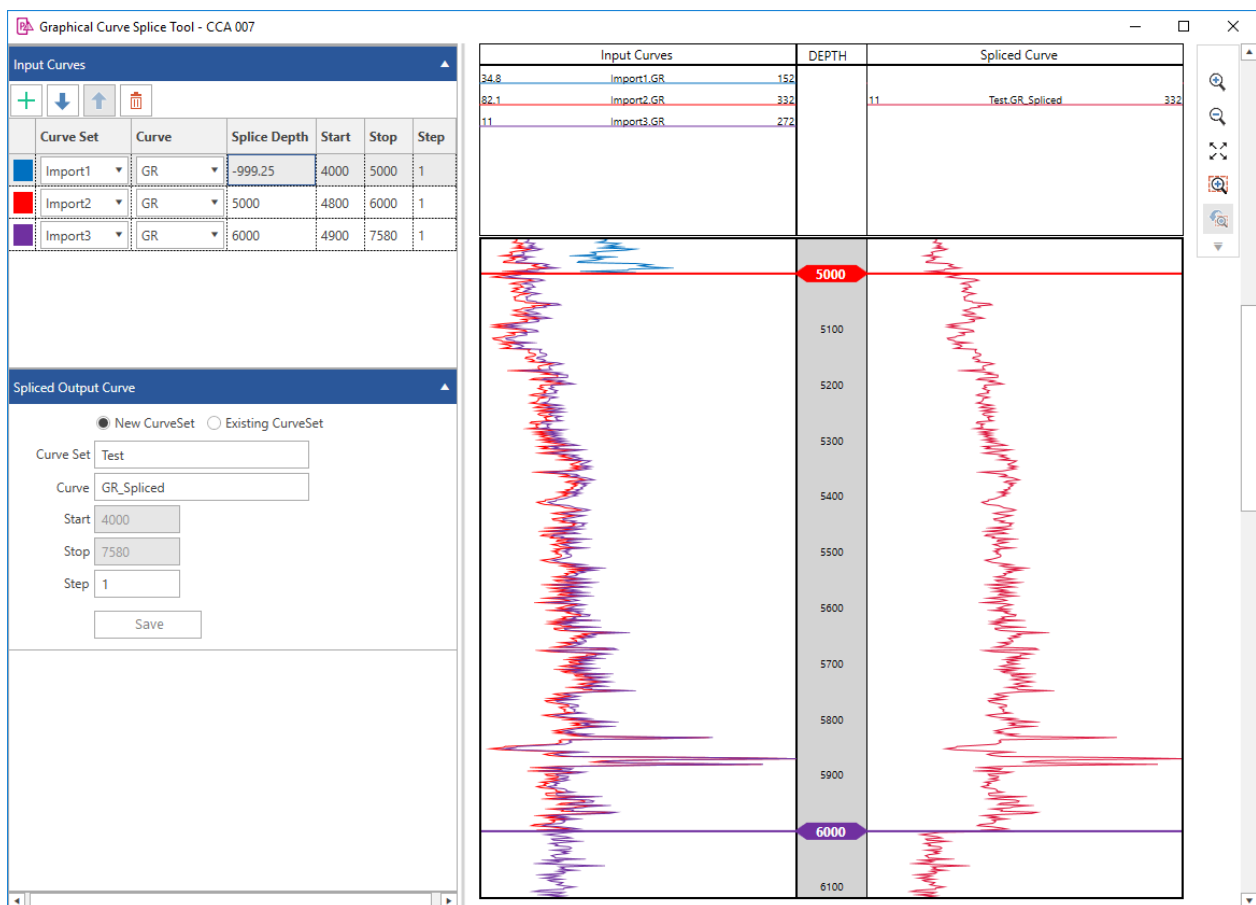 Graphical Curve Splice Tool - CCA 007
Input Curves
Curve Set Curve Splice Depth Start Stop Step
Import1 GR -999.25 4000 5000 1
Import2 GR 5000 4800 6000 1
Import3 GR 6000 4900 7580 1
Spliced Output Curve
New CurveSet Existing CurveSet
Curve Set Test
Curve GR_Spliced
Start 4000
Stop 7580
Step 1
Save
Input Curves DEPTH Spliced Curve
34.8 Import1.GR 152
82.1 Import2.GR 332
11 Import3.GR 272
11 Test.GR_Spliced 332
5000
5100
5200
5300
5400
5500
5600
5700
5800
5900
6000
6100